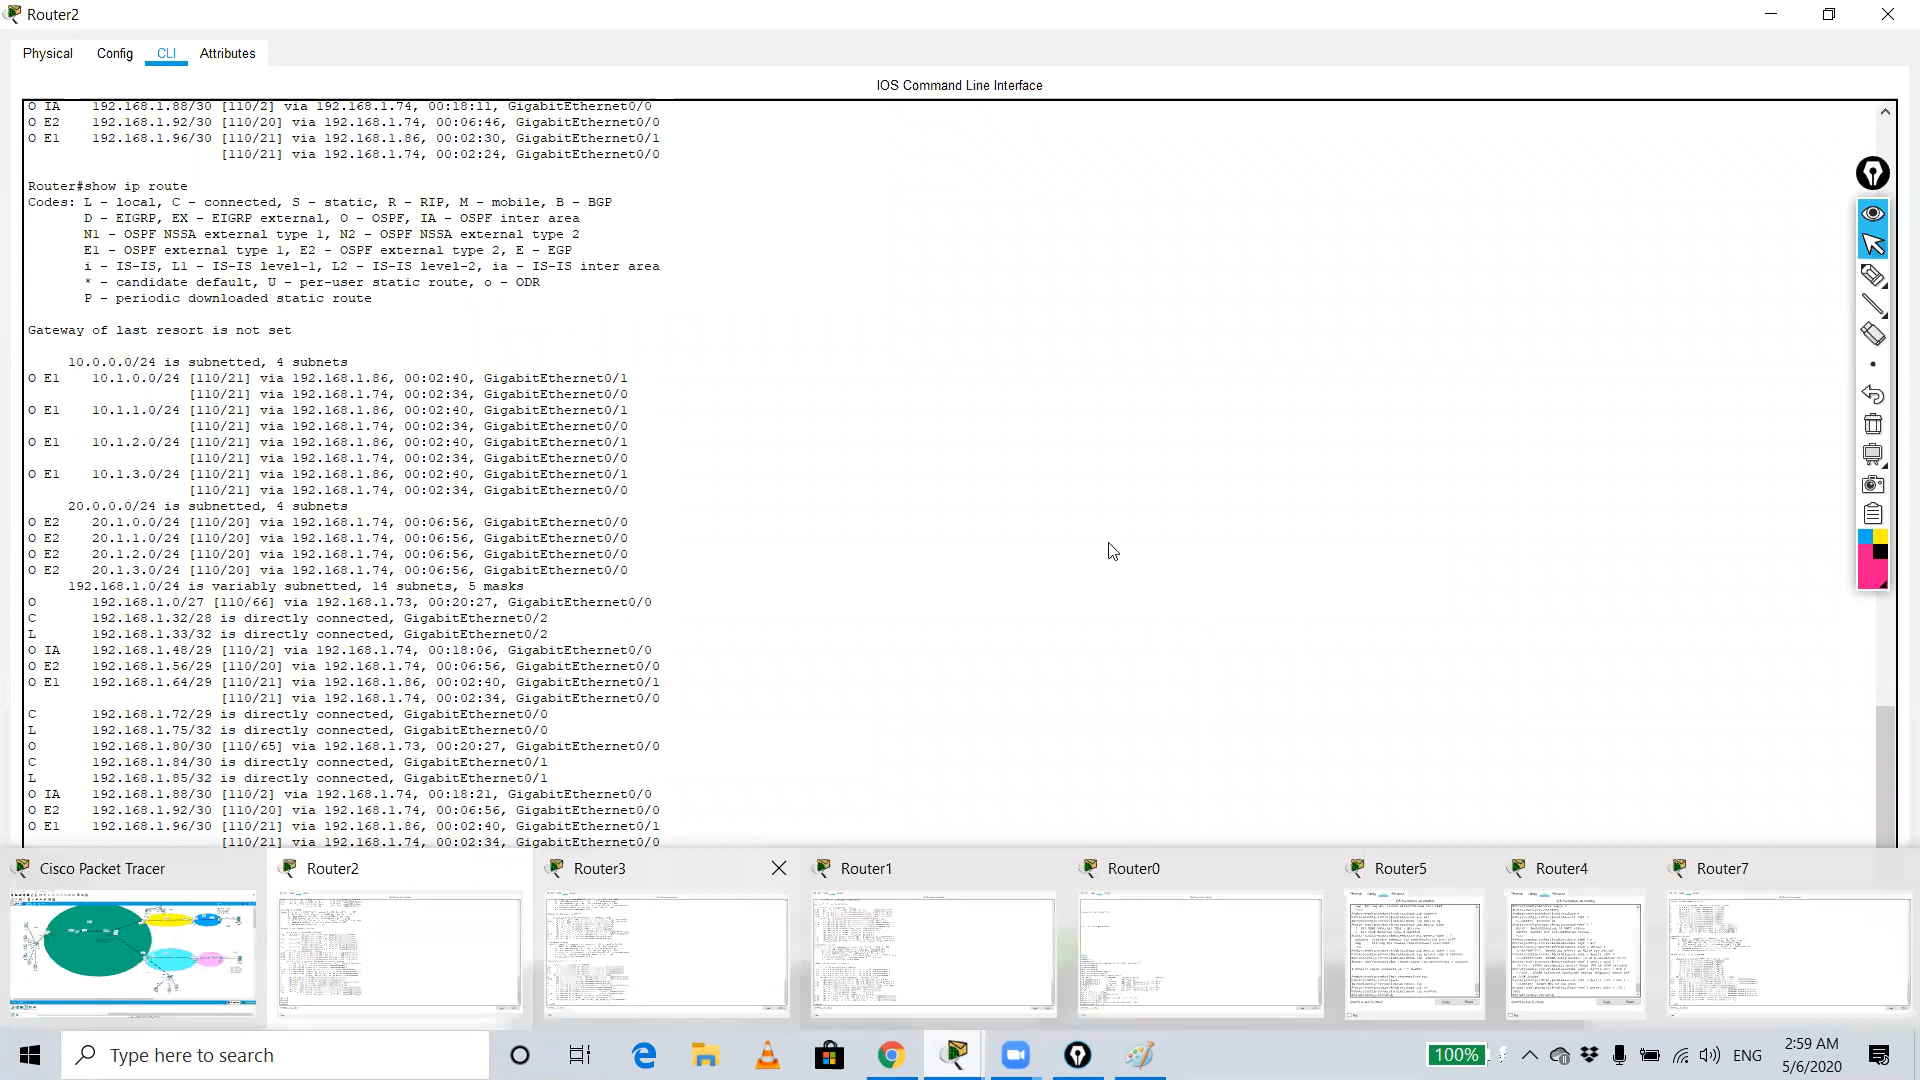 Router2
Physical Config CLI Attributes
IOS Command Line Interface
O IA    192.168.1.88/30 [110/2] via 192.168.1.74, 00:18:11, GigabitEthernet0/0
O E2    192.168.1.92/30 [110/20] via 192.168.1.74, 00:06:46, GigabitEthernet0/0
O E1    192.168.1.96/30 [110/21] via 192.168.1.86, 00:02:30, GigabitEthernet0/1
                        [110/21] via 192.168.1.74, 00:02:24, GigabitEthernet0/0
Router#show ip route
Codes: L - local, C - connected, S - static, R - RIP, M - mobile, B - BGP
       D - EIGRP, EX - EIGRP external, O - OSPF, IA - OSPF inter area
       N1 - OSPF NSSA external type 1, N2 - OSPF NSSA external type 2
       E1 - OSPF external type 1, E2 - OSPF external type 2, E - EGP
       i - IS-IS, L1 - IS-IS level-1, L2 - IS-IS level-2, ia - IS-IS inter area
       * - candidate default, U - per-user static route, o - ODR
       P - periodic downloaded static route
Gateway of last resort is not set
     10.0.0.0/24 is subnetted, 4 subnets
O E1    10.1.0.0/24 [110/21] via 192.168.1.86, 00:02:40, GigabitEthernet0/1
                    [110/21] via 192.168.1.74, 00:02:34, GigabitEthernet0/0
O E1    10.1.1.0/24 [110/21] via 192.168.1.86, 00:02:40, GigabitEthernet0/1
                    [110/21] via 192.168.1.74, 00:02:34, GigabitEthernet0/0
O E1    10.1.2.0/24 [110/21] via 192.168.1.86, 00:02:40, GigabitEthernet0/1
                    [110/21] via 192.168.1.74, 00:02:34, GigabitEthernet0/0
O E1    10.1.3.0/24 [110/21] via 192.168.1.86, 00:02:40, GigabitEthernet0/1
                    [110/21] via 192.168.1.74, 00:02:34, GigabitEthernet0/0
     20.0.0.0/24 is subnetted, 4 subnets
O E2    20.1.0.0/24 [110/20] via 192.168.1.74, 00:06:56, GigabitEthernet0/0
O E2    20.1.1.0/24 [110/20] via 192.168.1.74, 00:06:56, GigabitEthernet0/0
O E2    20.1.2.0/24 [110/20] via 192.168.1.74, 00:06:56, GigabitEthernet0/0
O E2    20.1.3.0/24 [110/20] via 192.168.1.74, 00:06:56, GigabitEthernet0/0
     192.168.1.0/24 is variably subnetted, 14 subnets, 5 masks
O       192.168.1.0/27 [110/66] via 192.168.1.73, 00:20:27, GigabitEthernet0/0
C       192.168.1.32/28 is directly connected, GigabitEthernet0/2
L       192.168.1.33/32 is directly connected, GigabitEthernet0/2
O IA    192.168.1.48/29 [110/2] via 192.168.1.74, 00:18:06, GigabitEthernet0/0
O E2    192.168.1.56/29 [110/20] via 192.168.1.74, 00:06:56, GigabitEthernet0/0
O E1    192.168.1.64/29 [110/21] via 192.168.1.86, 00:02:40, GigabitEthernet0/1
                        [110/21] via 192.168.1.74, 00:02:34, GigabitEthernet0/0
C       192.168.1.72/29 is directly connected, GigabitEthernet0/0
L       192.168.1.75/32 is directly connected, GigabitEthernet0/0
O       192.168.1.80/30 [110/65] via 192.168.1.73, 00:20:27, GigabitEthernet0/0
C       192.168.1.84/30 is directly connected, GigabitEthernet0/1
L       192.168.1.85/32 is directly connected, GigabitEthernet0/1
O IA    192.168.1.88/30 [110/2] via 192.168.1.74, 00:18:21, GigabitEthernet0/0
O E2    192.168.1.92/30 [110/20] via 192.168.1.74, 00:06:56, GigabitEthernet0/0
O E1    192.168.1.96/30 [110/21] via 192.168.1.86, 00:02:40, GigabitEthernet0/1
                        [110/21] via 192.168.1.74, 00:02:34, GigabitEthernet0/0
Cisco Packet Tracer Router2 Router3 Router1 Router0 Router5 Router4 Router7
Type here to search
100% ENG
2:59 AM
5/6/2020